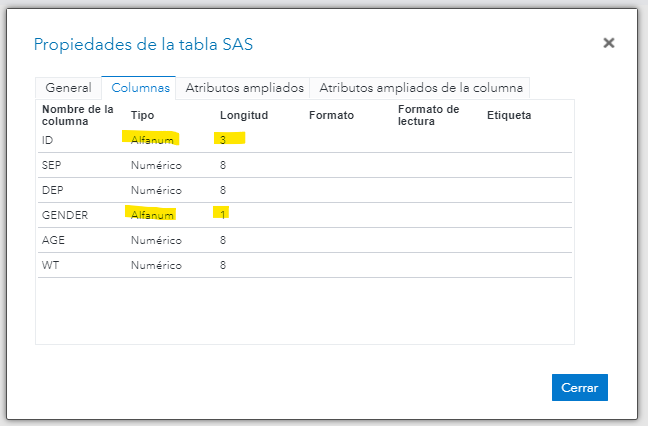 Propiedades de la tabla SAS
General Columnas Atributos ampliados Atributos ampliados de la columna
Nombre de la columna Tipo Longitud Formato Formato de lectura Etiqueta
ID Alfanum 3
SEP Numérico 8
DEP Numérico 8
GENDER Alfanum 1
AGE Numérico 8
WT Numérico 8
Cerrar